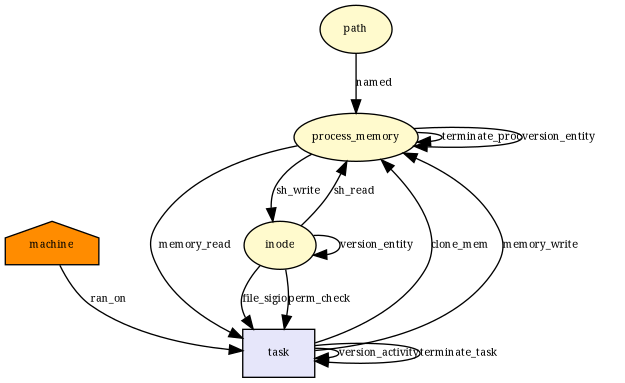 path
named
process_memory
terminate_proc
version_entity
sh_write
sh_read
machine
memory_read
inode
version_entity
clone_mem
memory_write
ran_on
file_sigio
perm_check
task
version_activity
terminate_task